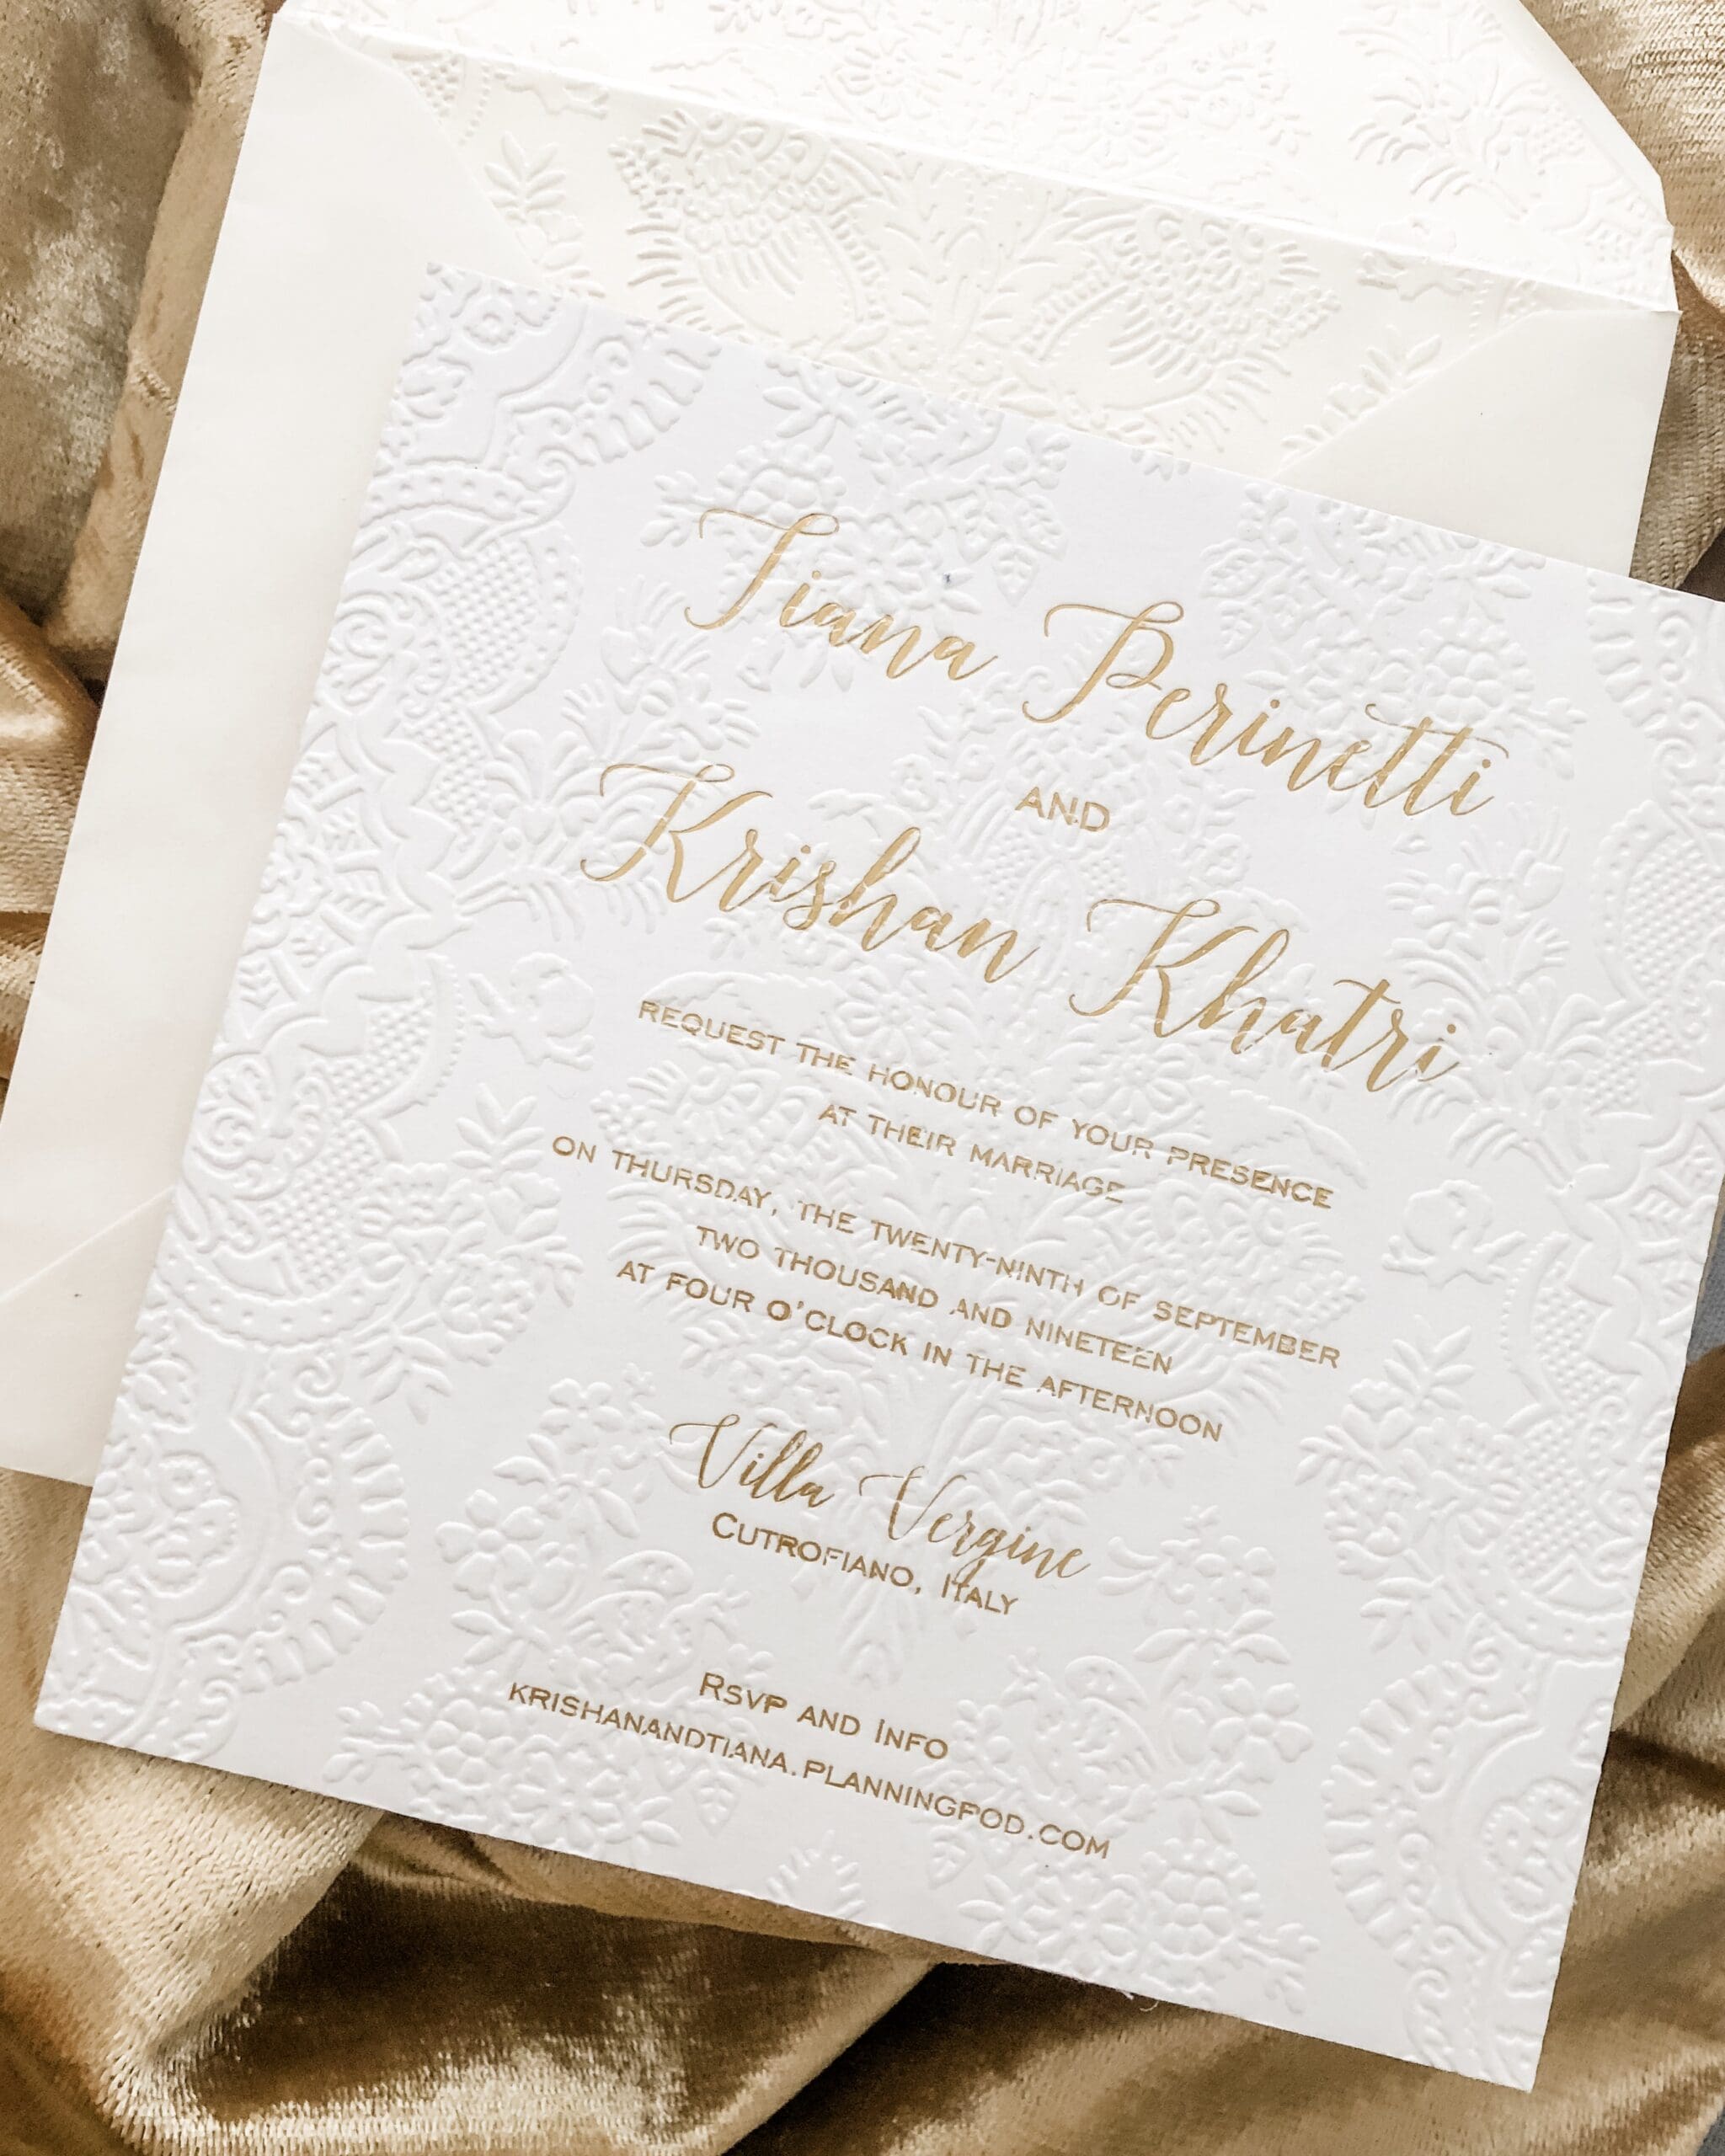 Tiana Perinetti
AND
Krishan Khatri
REQUEST THE HONOUR OF YOUR PRESENCE
AT THEIR MARRIAGE
ON THURSDAY, THE TWENTY-NINTH OF SEPTEMBER
TWO THOUSAND AND NINETEEN
AT FOUR O'CLOCK IN THE AFTERNOON
Villa Vergine
CUTROFIANO, ITALY
RSVP AND INFO
KRISHANANDTIANA.PLANNINGPOD.COM